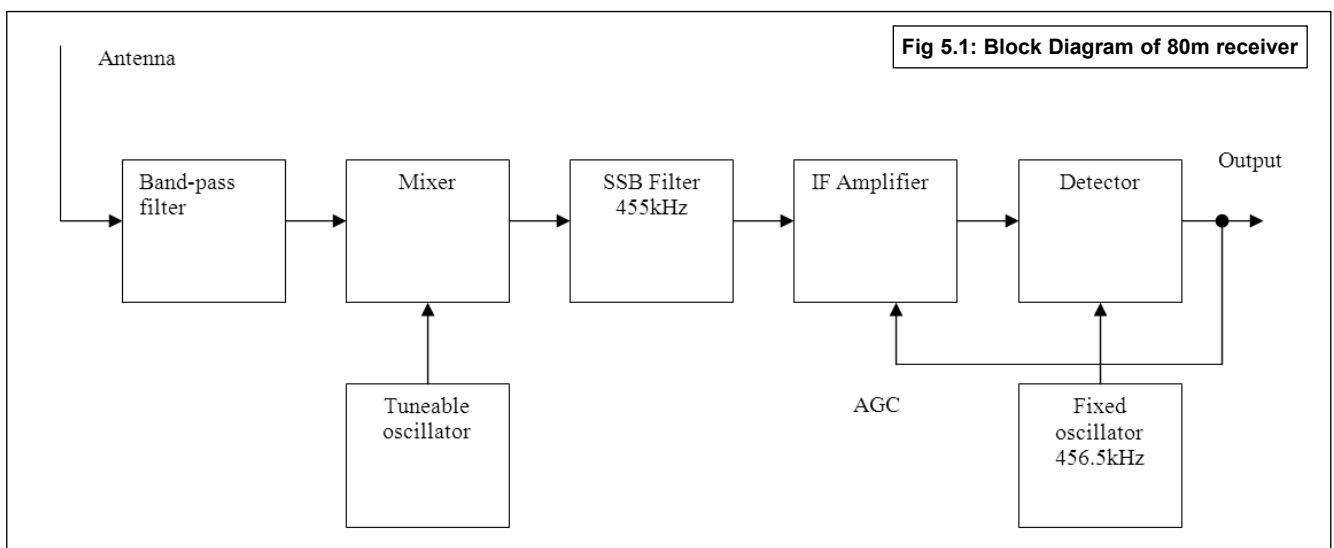 Fig 5.1: Block Diagram of 80m receiver
Antenna
Band-pass
filter
Mixer
SSB Filter
455kHz
IF Amplifier
Detector
Output
Tuneable
oscillator
AGC
Fixed
oscillator
456.5kHz